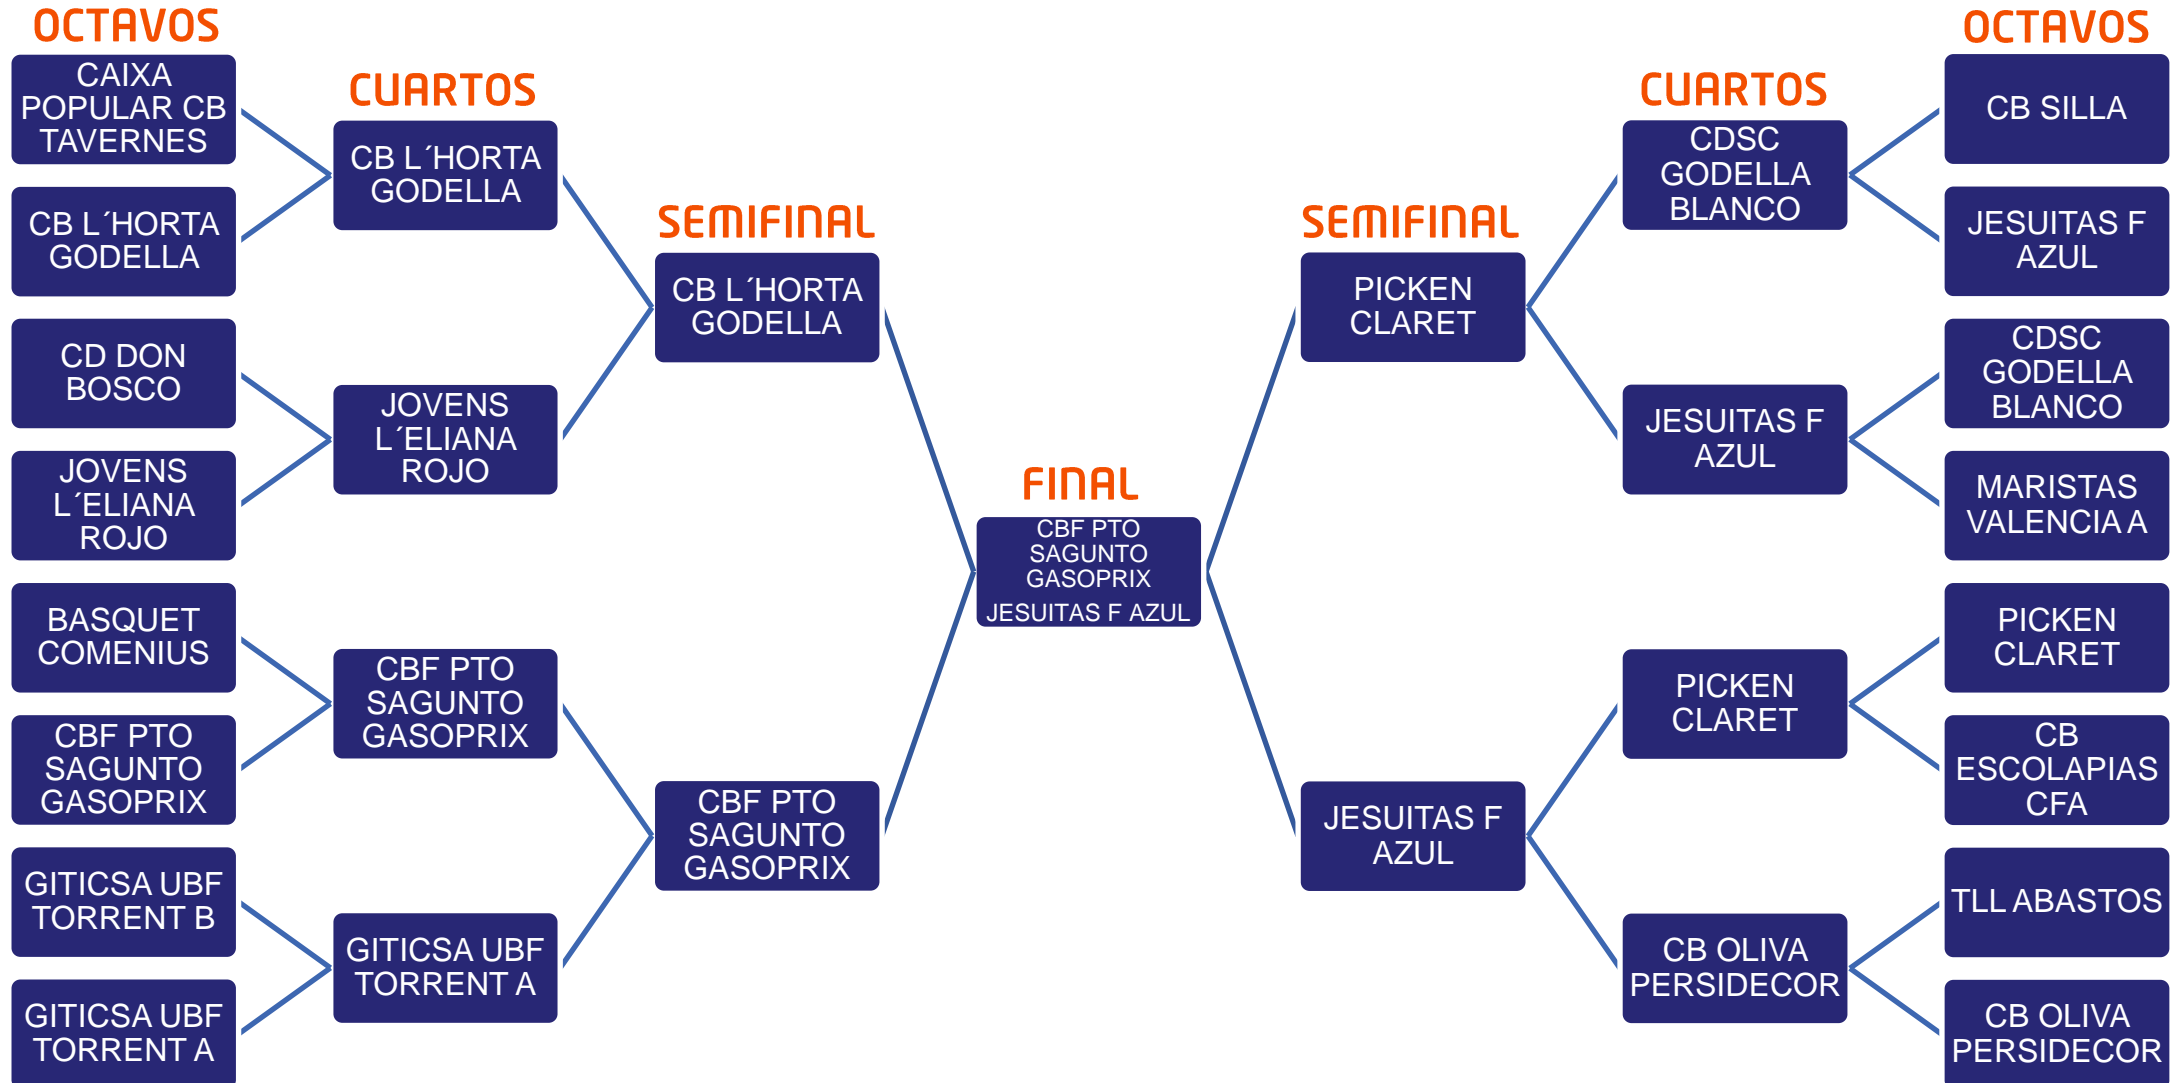 OCTAVOS
CAIXA
POPULAR CB
TAVERNES
CB L´HORTA
GODELLA
CD DON
BOSCO
JOVENS
L´ELIANA
ROJO
BASQUET
COMENIUS
CBF PTO
SAGUNTO
GASOPRIX
GITICSA UBF
TORRENT B
GITICSA UBF
TORRENT A
CUARTOS
CB L´HORTA
GODELLA
JOVENS
L´ELIANA
ROJO
CBF PTO
SAGUNTO
GASOPRIX
GITICSA UBF
TORRENT A
SEMIFINAL
CB L´HORTA
GODELLA
CBF PTO
SAGUNTO
GASOPRIX
FINAL
CBF PTO
SAGUNTO
GASOPRIX
JESUITAS F AZUL
SEMIFINAL
PICKEN
CLARET
JESUITAS F
AZUL
CUARTOS
CDSC
GODELLA
BLANCO
JESUITAS F
AZUL
PICKEN
CLARET
CB OLIVA
PERSIDECOR
OCTAVOS
CB SILLA
JESUITAS F
AZUL
CDSC
GODELLA
BLANCO
MARISTAS
VALENCIA A
PICKEN
CLARET
CB
ESCOLAPIAS
CFA
TLL ABASTOS
CB OLIVA
PERSIDECOR